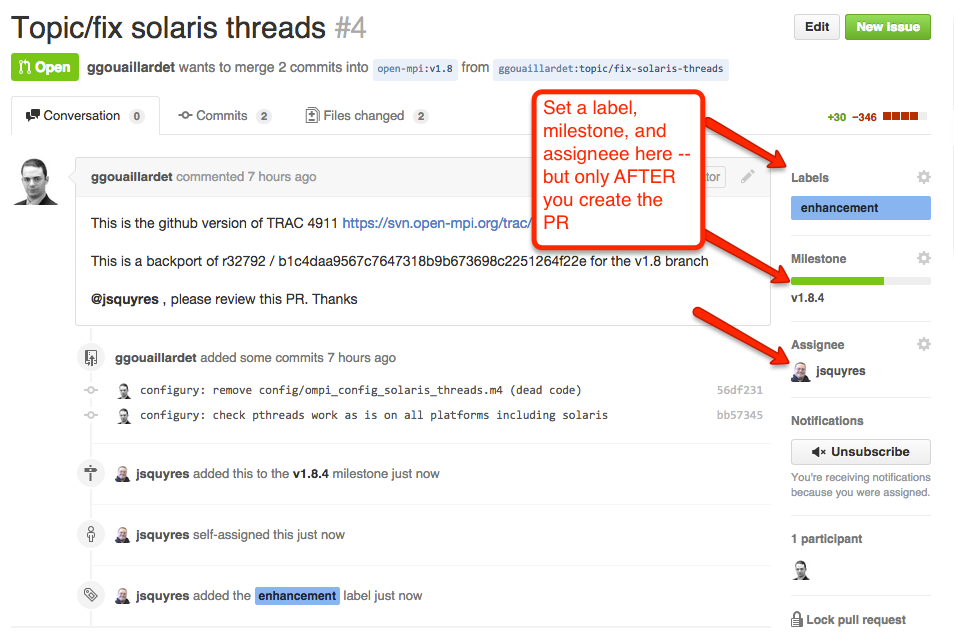 Topic/fix solaris threads #4
Edit
New Issue
Open
ggouaillardet wants to merge 2 commits into open-mpi:v1.8 from ggouaillardet:topic/fix-solaris-threads
Conversation 0
Commits 2
Files changed 2
+30 −346
Set a label,
milestone, and
assigneee here --
but only AFTER
you create the
PR
ggouaillardet commented 7 hours ago
tor
This is the github version of TRAC 4911 https://svn.open-mpi.org/trac/
This is a backport of r32792 / b1c4daa9567c7647318b9b673698c2251264f22e for the v1.8 branch
@jsquyres , please review this PR. Thanks
ggouaillardet added some commits 7 hours ago
configury: remove config/ompi_config_solaris_threads.m4 (dead code) 56df231
configury: check pthreads work as is on all platforms including solaris bb57345
jsquyres added this to the v1.8.4 milestone just now
jsquyres self-assigned this just now
jsquyres added the enhancement label just now
Labels
enhancement
Milestone
v1.8.4
Assignee
jsquyres
Notifications
Unsubscribe
You're receiving notifications
because you were assigned.
1 participant
Lock pull request